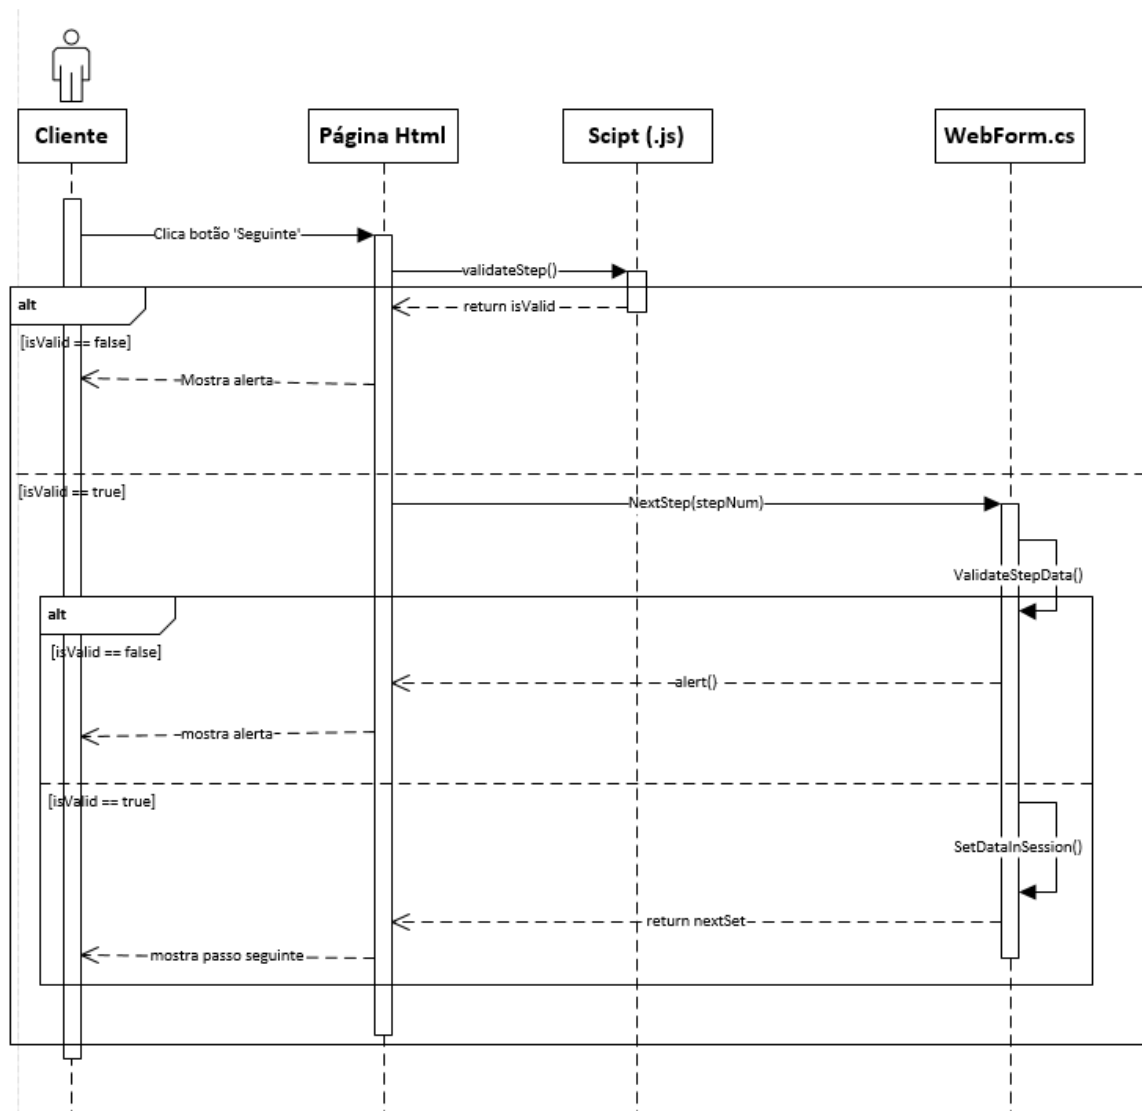 Cliente
Página Html
Scipt (.js)
WebForm.cs
Clica botão 'Seguinte'
validateStep()
alt
return isValid
[isValid == false]
Mostra alerta
[isValid == true]
NextStep(stepNum)
ValidateStepData()
alt
[isValid == false]
alert()
mostra alerta
[isValid == true]
SetDataInSession()
return nextSet
mostra passo seguinte